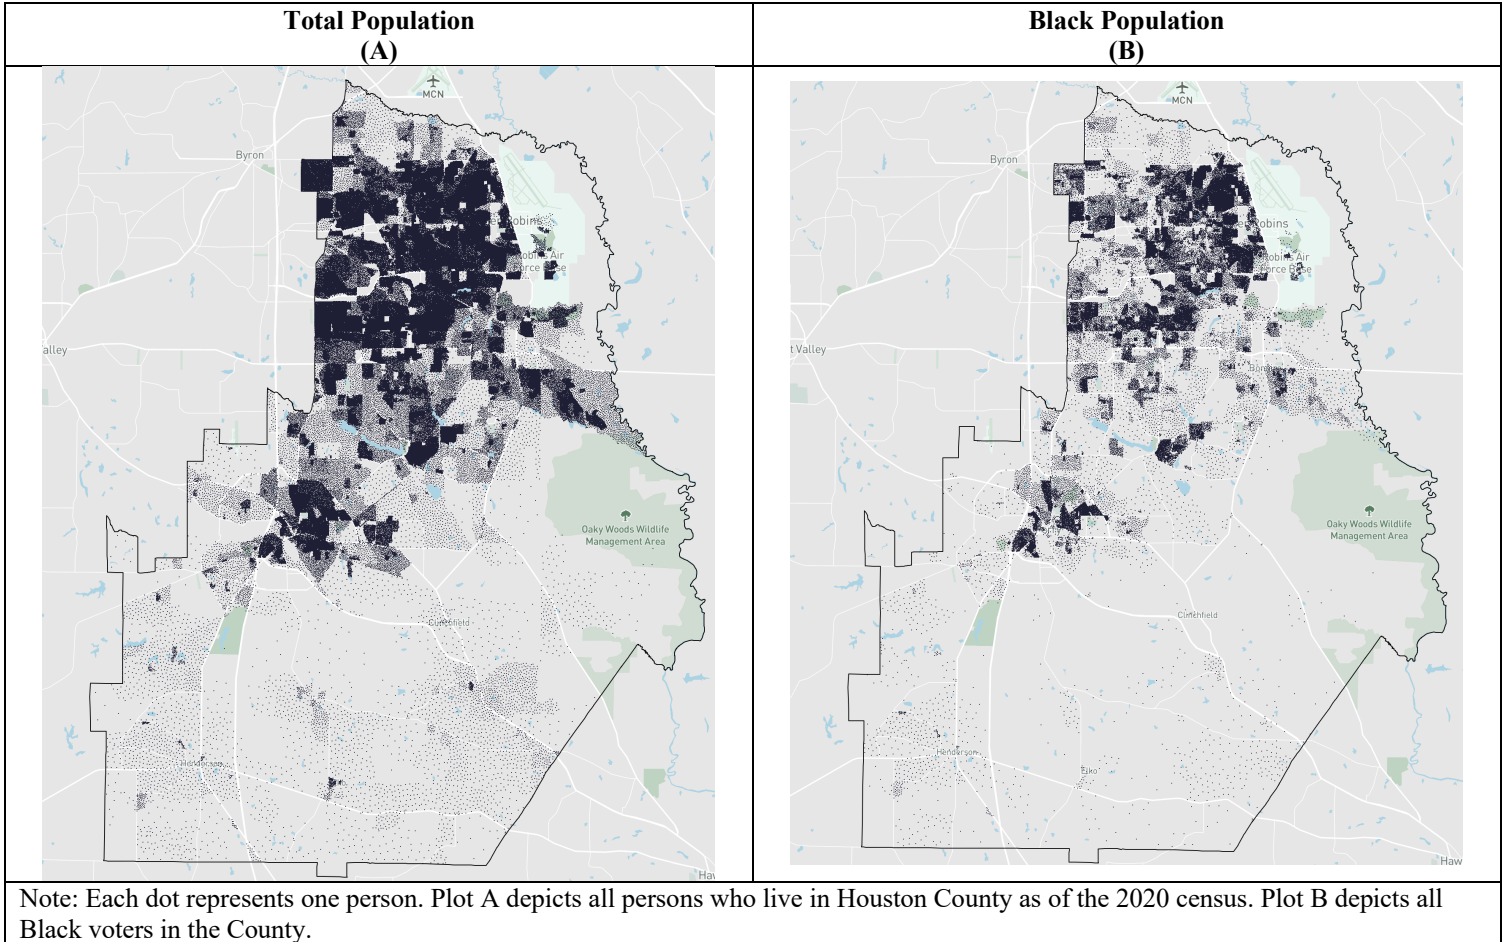 Total Population
(A)
Black Population
(B)
MCN
Byron
Robins
Robins Air
Force Base
alley
Oaky Woods Wildlife
Management Area
Clinchfield
Henderson
Haw
MCN
Byron
Robins
Robins Air
Force Base
t Valley
Oaky Woods Wildlife
Management Area
Clinchfield
Henderson
Elko
Haw
Note: Each dot represents one person. Plot A depicts all persons who live in Houston County as of the 2020 census. Plot B depicts all
Black voters in the County.